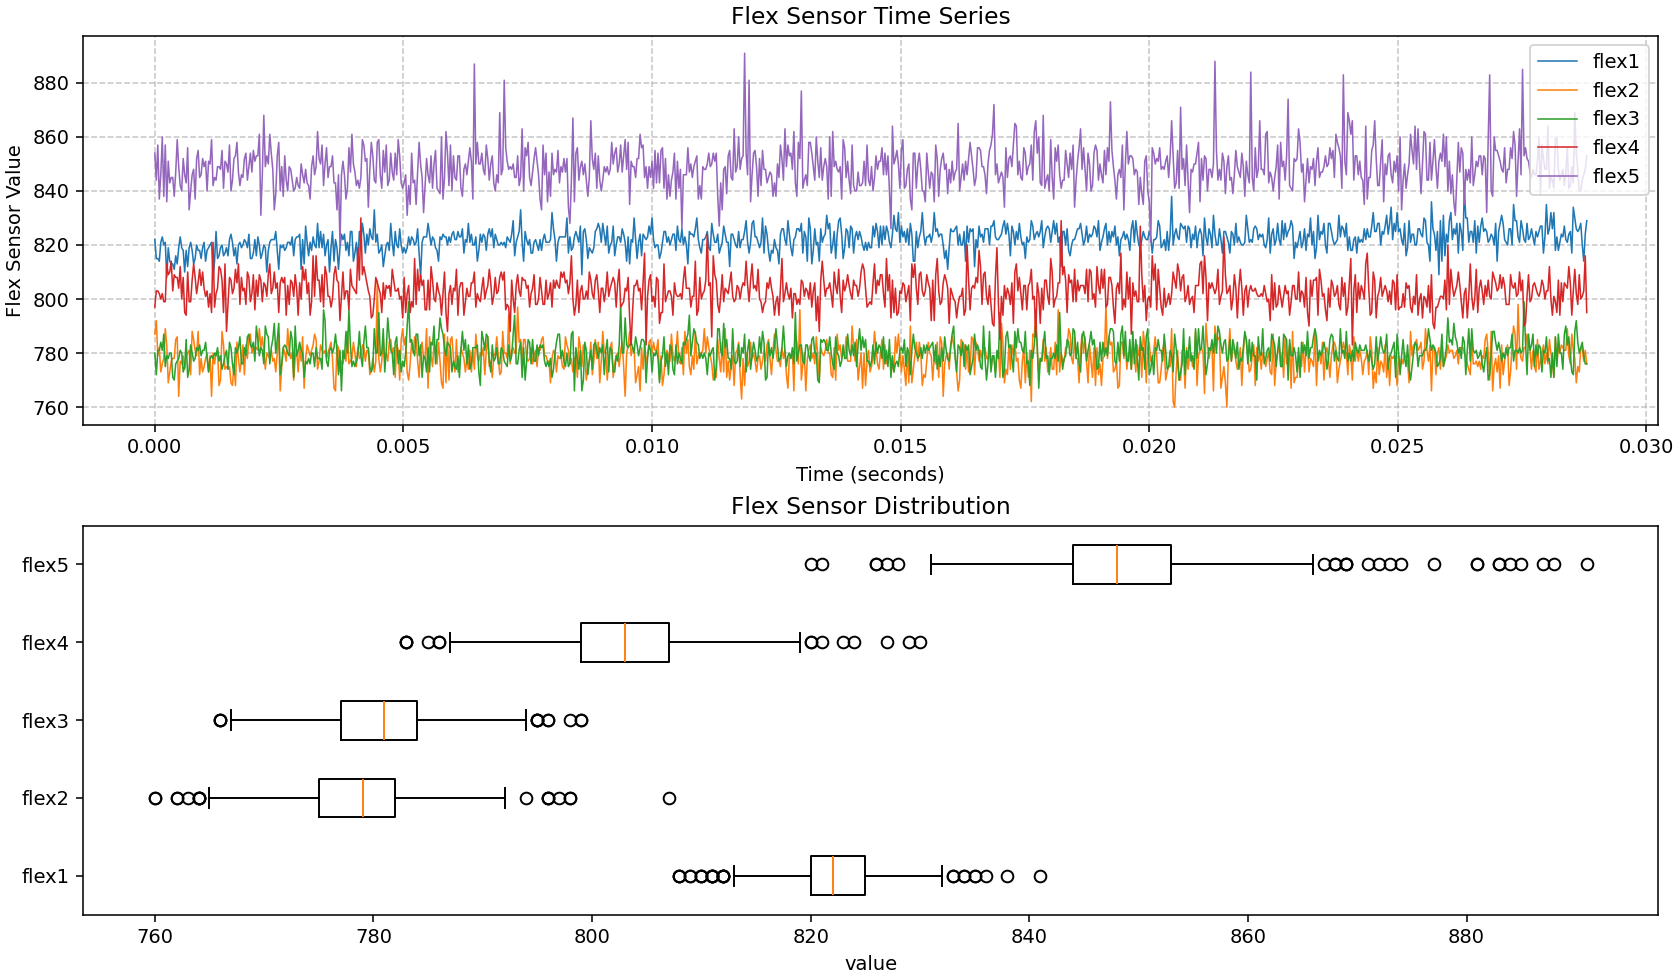 Flex Sensor Time Series
Flex Sensor Value
880
860
840
820
800
780
760
flex1
flex2
flex3
flex4
flex5
0.000 0.005 0.010 0.015 0.020 0.025 0.030
Time (seconds)
Flex Sensor Distribution
flex5
flex4
flex3
flex2
flex1
760 780 800 820 840 860 880
value